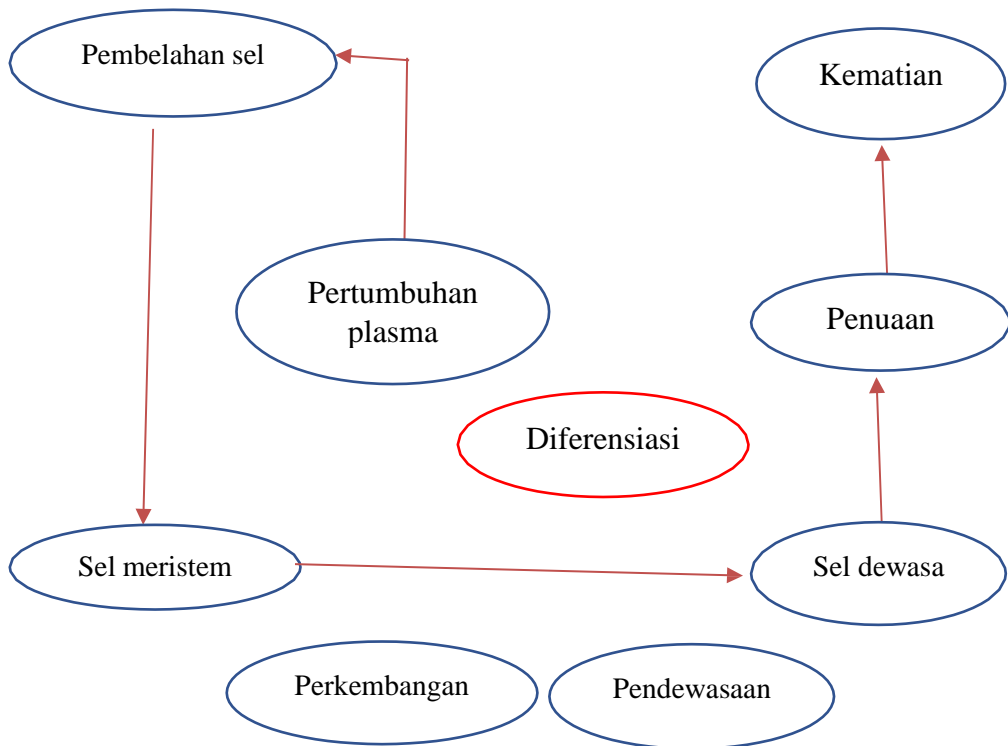 Pembelahan sel
Kematian
Pertumbuhan
plasma
Penuaan
Diferensiasi
Sel meristem
Sel dewasa
Perkembangan
Pendewasaan